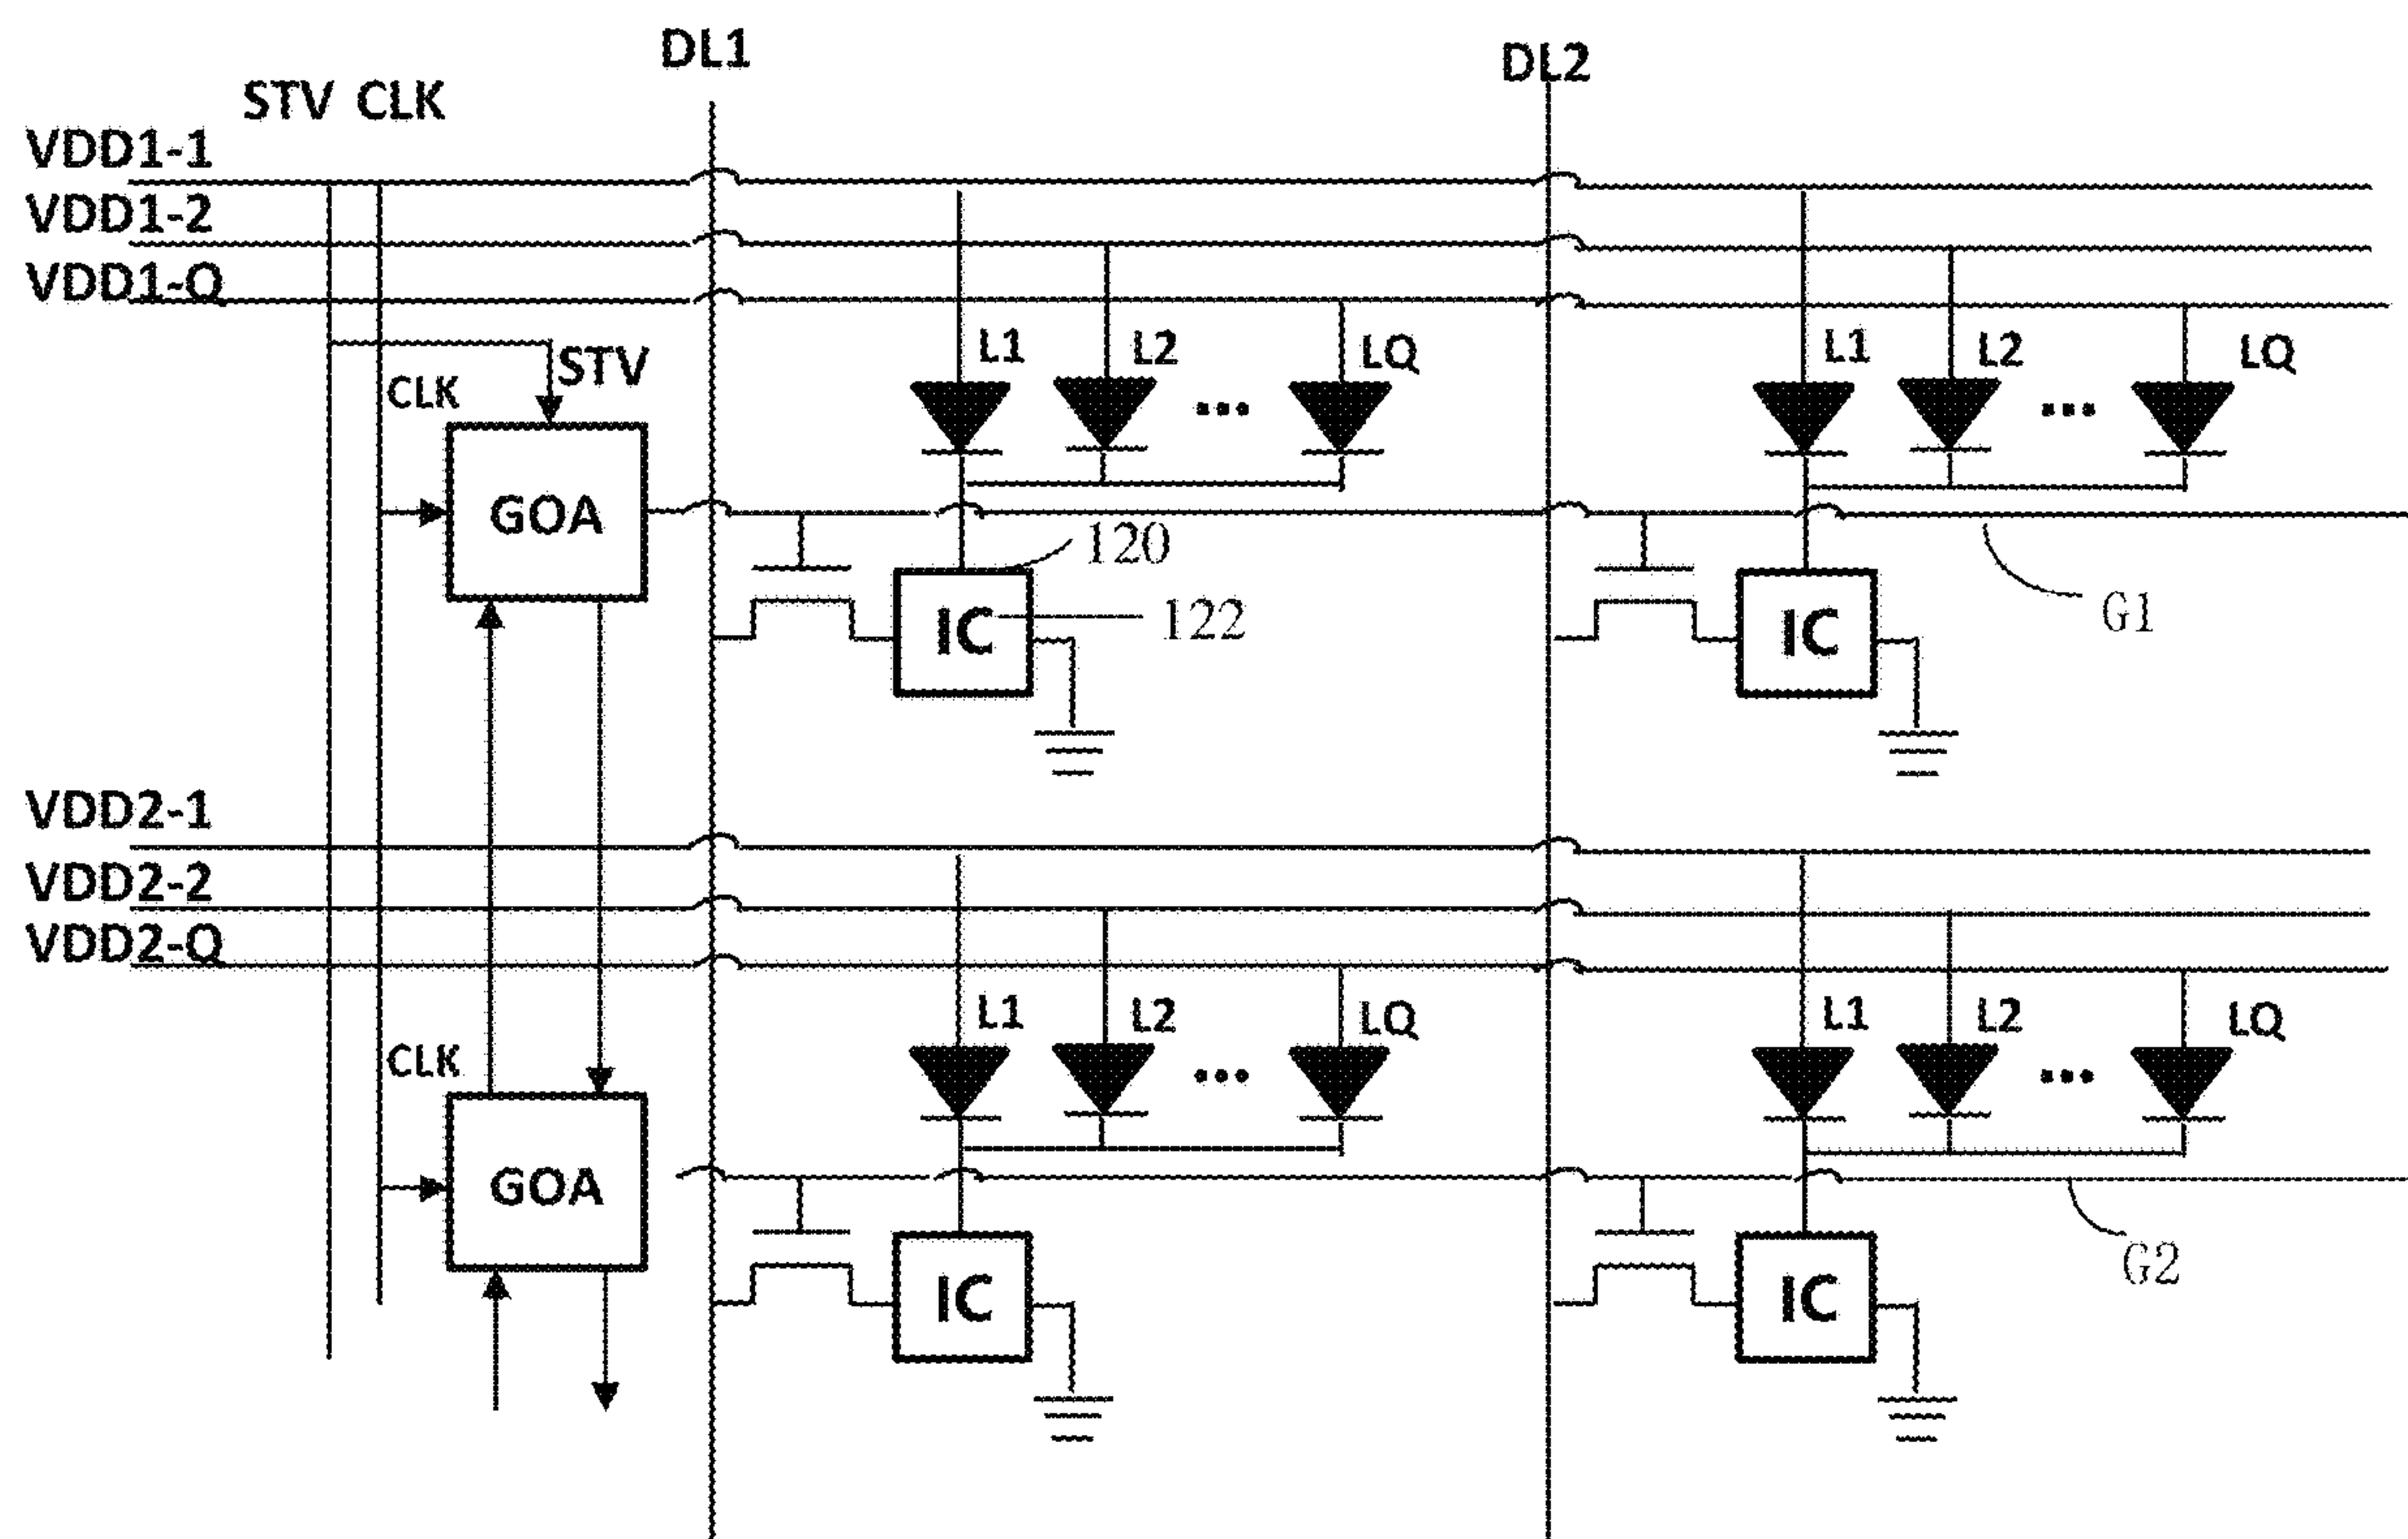 DL1
DL2
STV CLK
VDD1-1
VDD1-2
VDD1-Q
L1 L2 ... LQ
L1 L2 ... LQ
STV
CLK
GOA
120
IC
122
IC
G1
VDD2-1
VDD2-2
VDD2-Q
L1 L2 ... LQ
L1 L2 ... LQ
CLK
GOA
IC
IC
G2